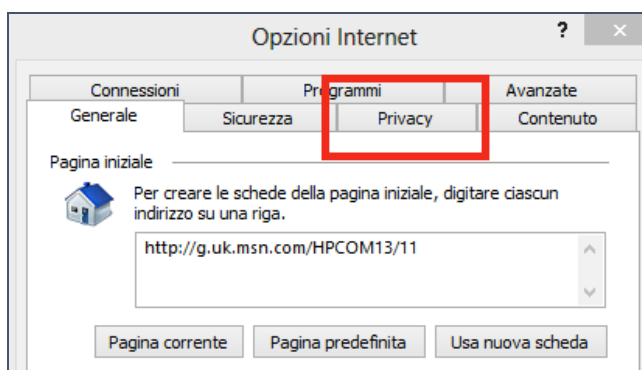 Opzioni Internet ? ×
Connessioni Programmi Avanzate
Generale Sicurezza Privacy Contenuto
Pagina iniziale
Per creare le schede della pagina iniziale, digitare ciascun
indirizzo su una riga.
http://g.uk.msn.com/HPCOM13/11
Pagina corrente Pagina predefinita Usa nuova scheda